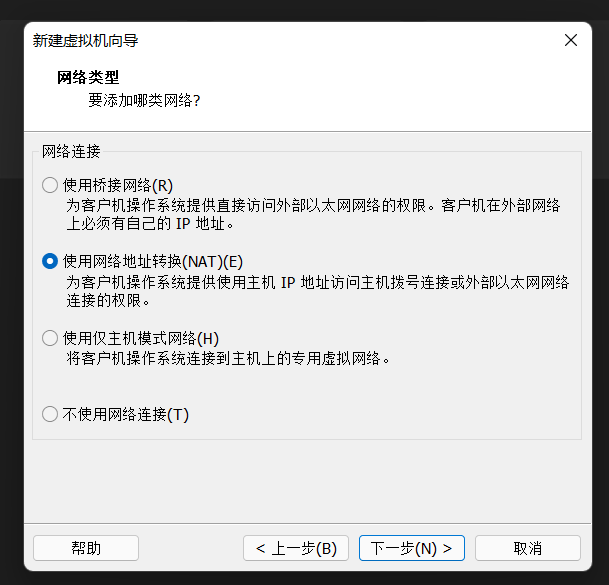 新建虚拟机向导
网络类型
要添加哪类网络?
网络连接
使用桥接网络(R)
为客户机操作系统提供直接访问外部以太网网络的权限。客户机在外部网络
上必须有自己的 IP 地址。
使用网络地址转换(NAT)(E)
为客户机操作系统提供使用主机 IP 地址访问主机拨号连接或外部以太网网络
连接的权限。
使用仅主机模式网络(H)
将客户机操作系统连接到主机上的专用虚拟网络。
不使用网络连接(T)
帮助
< 上一步(B)
下一步(N) >
取消